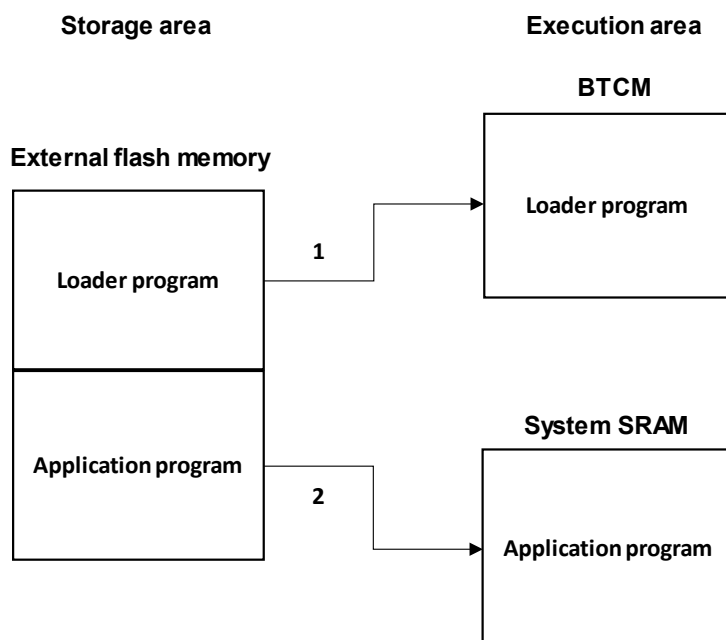 Storage area
Execution area
BTCM
External flash memory
Loader program
Loader program
1
System SRAM
Application program
2
Application program